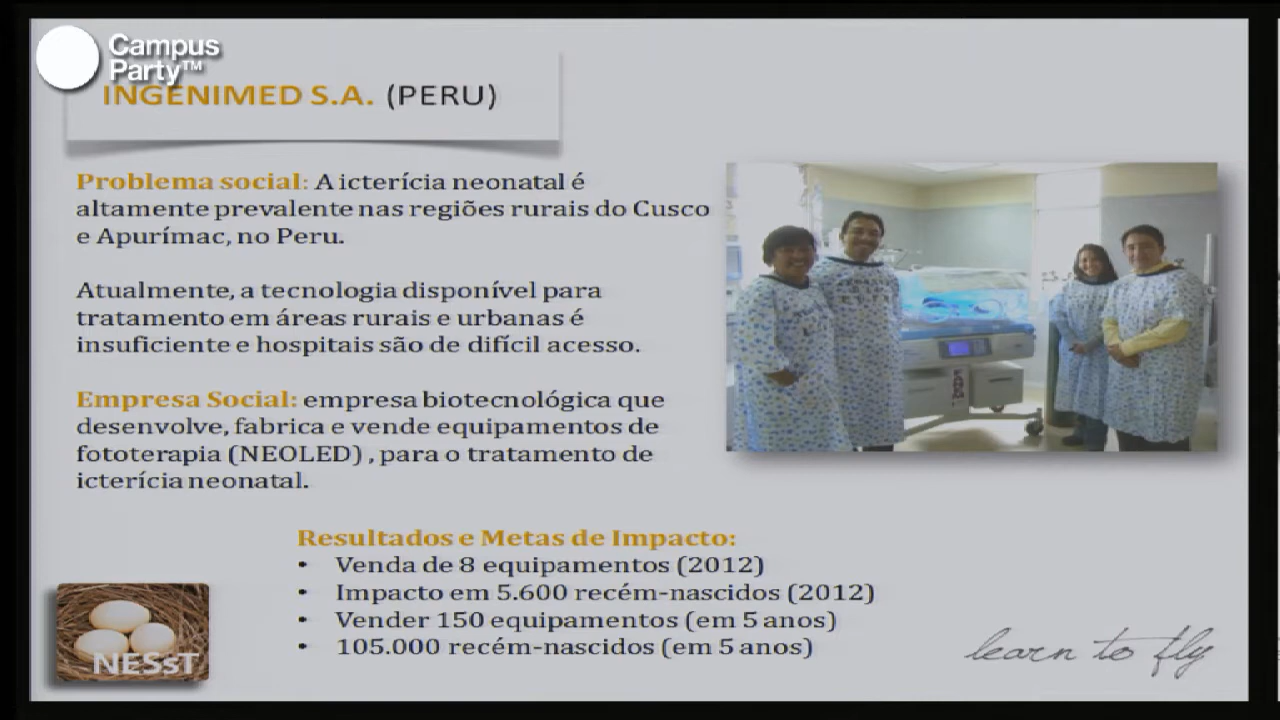 Campus
Party™
INGENIMED S.A. (PERU)
Problema social: A icterícia neonatal é
altamente prevalente nas regiões rurais do Cusco
e Apurímac, no Peru.
Atualmente, a tecnologia disponível para
tratamento em áreas rurais e urbanas é
insuficiente e hospitais são de difícil acesso.
Empresa Social: empresa biotecnológica que
desenvolve, fabrica e vende equipamentos de
fototerapia (NEOLED) , para o tratamento de
icterícia neonatal.
Resultados e Metas de Impacto:
• Venda de 8 equipamentos (2012)
• Impacto em 5.600 recém-nascidos (2012)
• Vender 150 equipamentos (em 5 anos)
• 105.000 recém-nascidos (em 5 anos)
NESsT
learn to fly